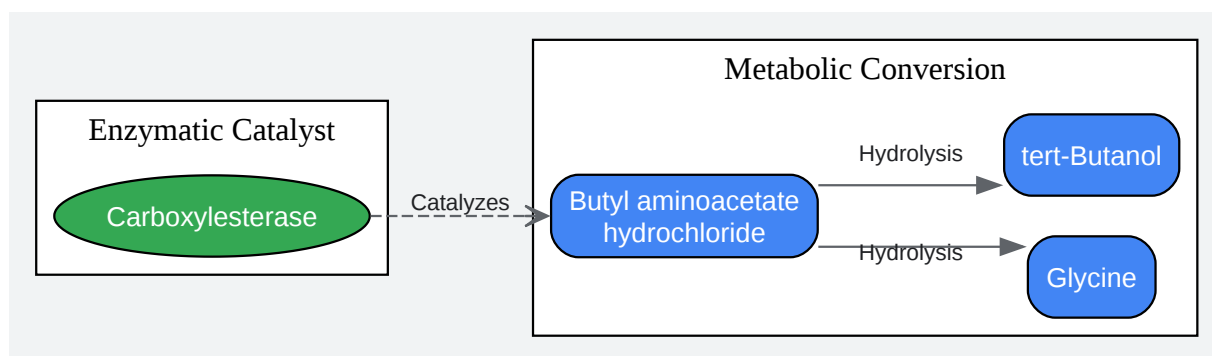 Enzymatic Catalyst
Carboxylesterase
Catalyzes
Metabolic Conversion
Butyl aminoacetate
hydrochloride
Hydrolysis
tert-Butanol
Hydrolysis
Glycine